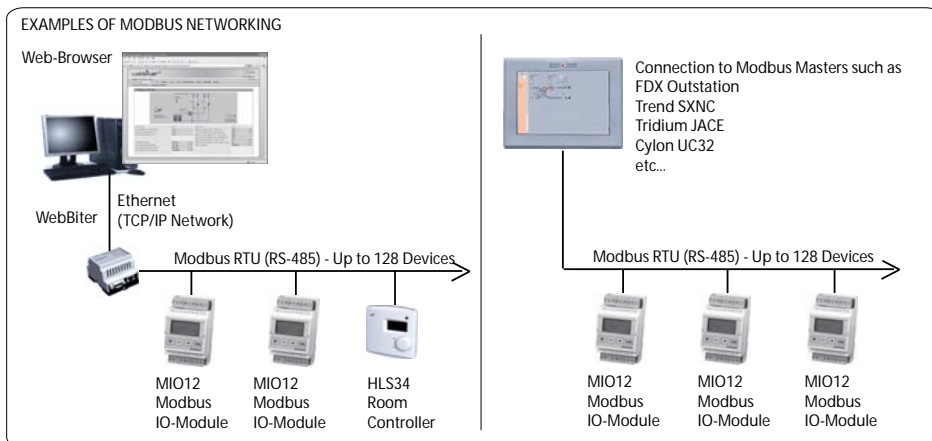 EXAMPLES OF MODBUS NETWORKING
Web-Browser
Ethernet
(TCP/IP Network)
WebBiter
Modbus RTU (RS-485) - Up to 128 Devices
MIO12
Modbus
IO-Module
MIO12
Modbus
IO-Module
HLS34
Room
Controller
Connection to Modbus Masters such as
FDX Outstation
Trend SXNC
Tridium JACE
Cylon UC32
etc...
Modbus RTU (RS-485) - Up to 128 Devices
MIO12
Modbus
IO-Module
MIO12
Modbus
IO-Module
MIO12
Modbus
IO-Module